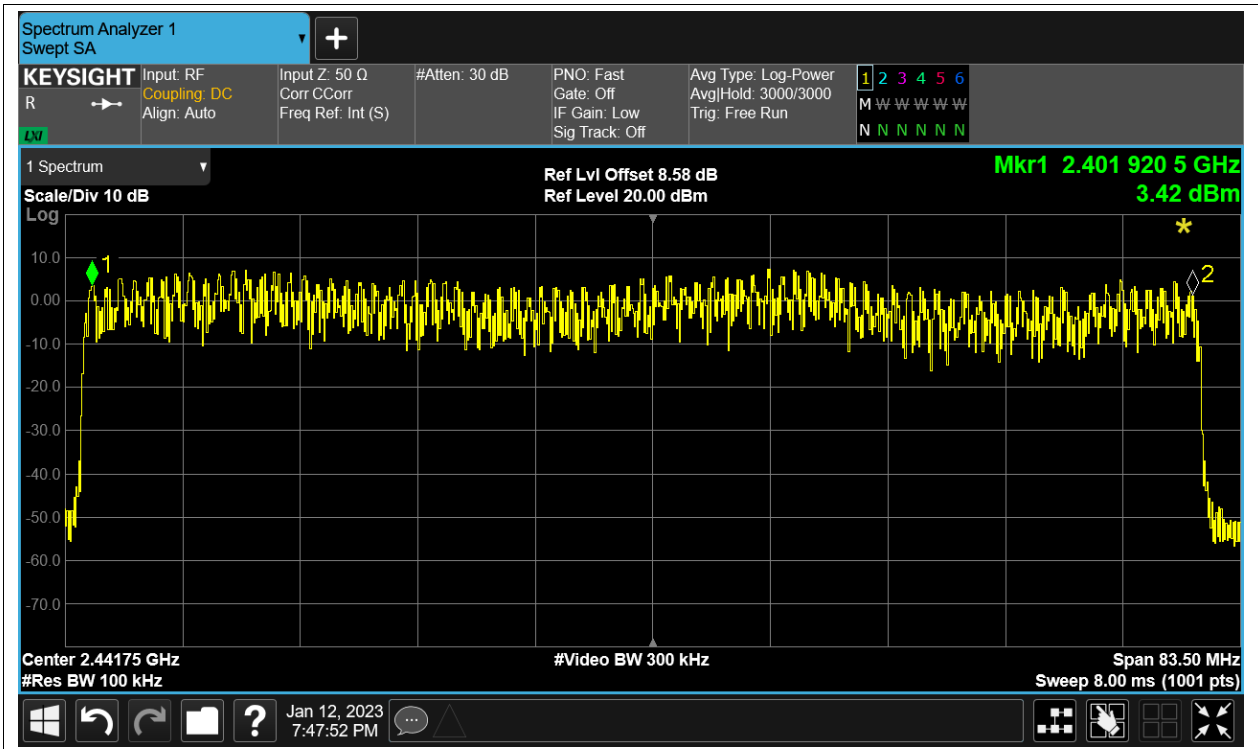 Spectrum Analyzer 1
Swept SA
KEYSIGHT
R
LXI
Input: RF
Coupling: DC
Align: Auto
Input Z: 50 Ω
Corr CCorr
Freq Ref: Int (S)
#Atten: 30 dB
PNO: Fast
Gate: Off
IF Gain: Low
Sig Track: Off
Avg Type: Log-Power
Avg|Hold: 3000/3000
Trig: Free Run
1 2 3 4 5 6
M W W W W W
N N N N N N
1 Spectrum
Scale/Div 10 dB
Log
Ref Lvl Offset 8.58 dB
Ref Level 20.00 dBm
Mkr1 2.401 920 5 GHz
3.42 dBm
*
1
2
10.0
0.00
-10.0
-20.0
-30.0
-40.0
-50.0
-60.0
-70.0
Center 2.44175 GHz
#Res BW 100 kHz
#Video BW 300 kHz
Span 83.50 MHz
Sweep 8.00 ms (1001 pts)
?
Jan 12, 2023
7:47:52 PM